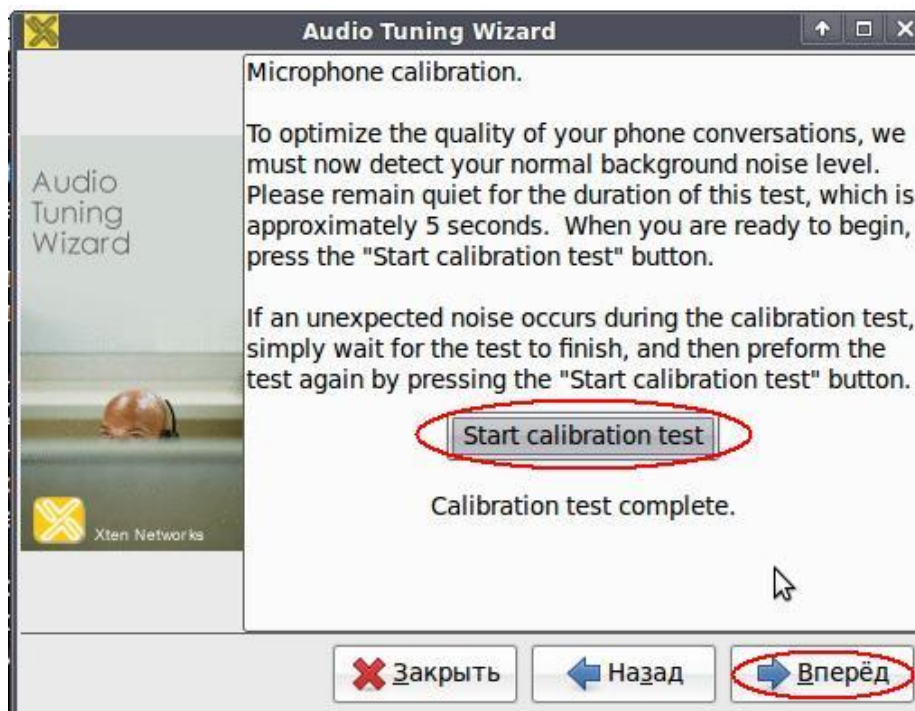 Audio Tuning Wizard
Audio
Tuning
Wizard
Xten Networks
Microphone calibration.
To optimize the quality of your phone conversations, we
must now detect your normal background noise level.
Please remain quiet for the duration of this test, which is
approximately 5 seconds. When you are ready to begin,
press the "Start calibration test" button.
If an unexpected noise occurs during the calibration test,
simply wait for the test to finish, and then preform the
test again by pressing the "Start calibration test" button.
Start calibration test
Calibration test complete.
Закрыть Назад Вперёд